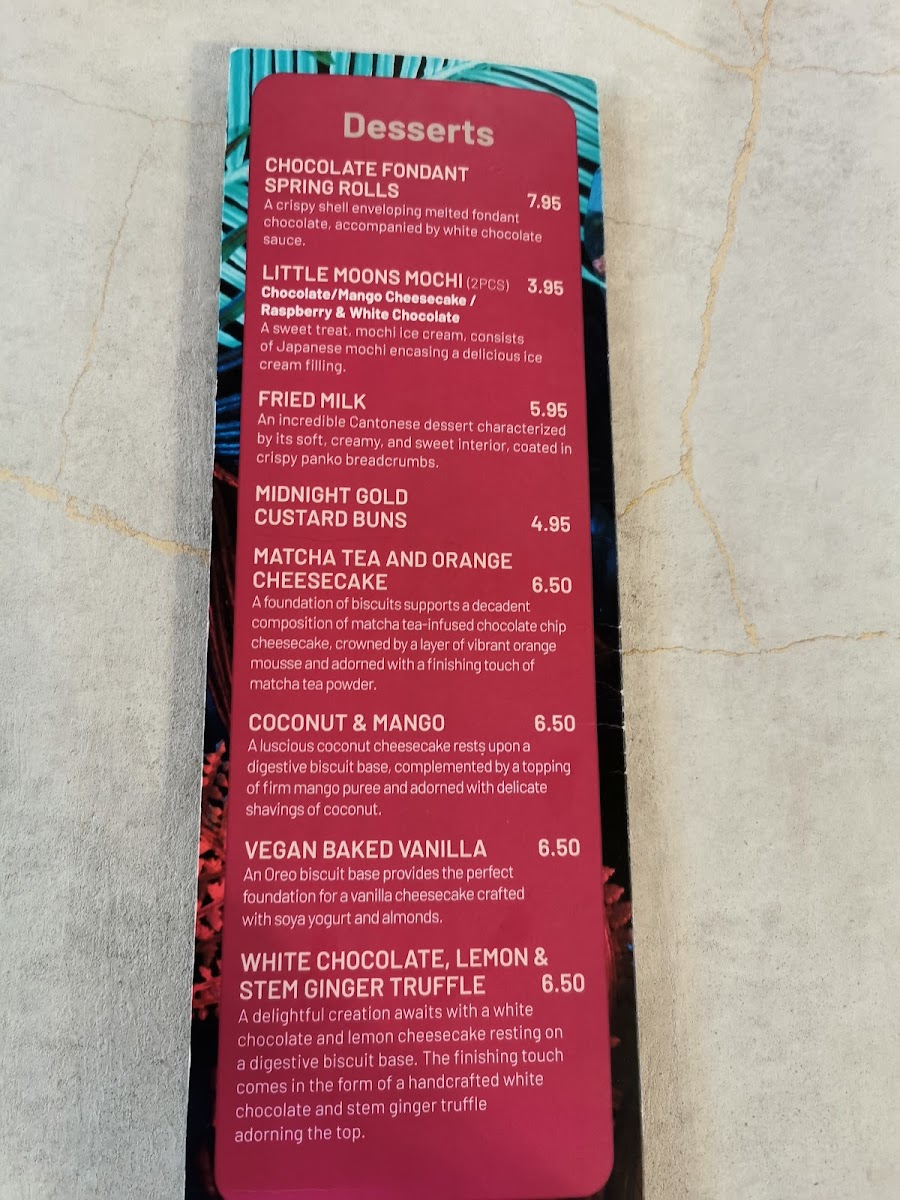 Desserts
CHOCOLATE FONDANT
SPRING ROLLS 7.95
A crispy shell enveloping melted fondant
chocolate, accompanied by white chocolate
sauce.
LITTLE MOONS MOCHI (2PCS) 3.95
Chocolate/Mango Cheesecake /
Raspberry & White Chocolate
A sweet treat, mochi ice cream, consists
of Japanese mochi encasing a delicious ice
cream filling.
FRIED MILK 5.95
An incredible Cantonese dessert characterized
by its soft, creamy, and sweet interior, coated in
crispy panko breadcrumbs.
MIDNIGHT GOLD
CUSTARD BUNS 4.95
MATCHA TEA AND ORANGE
CHEESECAKE 6.50
A foundation of biscuits supports a decadent
composition of matcha tea-infused chocolate chip
cheesecake, crowned by a layer of vibrant orange
mousse and adorned with a finishing touch of
matcha tea powder.
COCONUT & MANGO 6.50
A luscious coconut cheesecake rests upon a
digestive biscuit base, complemented by a topping
of firm mango puree and adorned with delicate
shavings of coconut.
VEGAN BAKED VANILLA 6.50
An Oreo biscuit base provides the perfect
foundation for a vanilla cheesecake crafted
with soya yogurt and almonds.
WHITE CHOCOLATE, LEMON &
STEM GINGER TRUFFLE 6.50
A delightful creation awaits with a white
chocolate and lemon cheesecake resting on
a digestive biscuit base. The finishing touch
comes in the form of a handcrafted white
chocolate and stem ginger truffle
adorning the top.